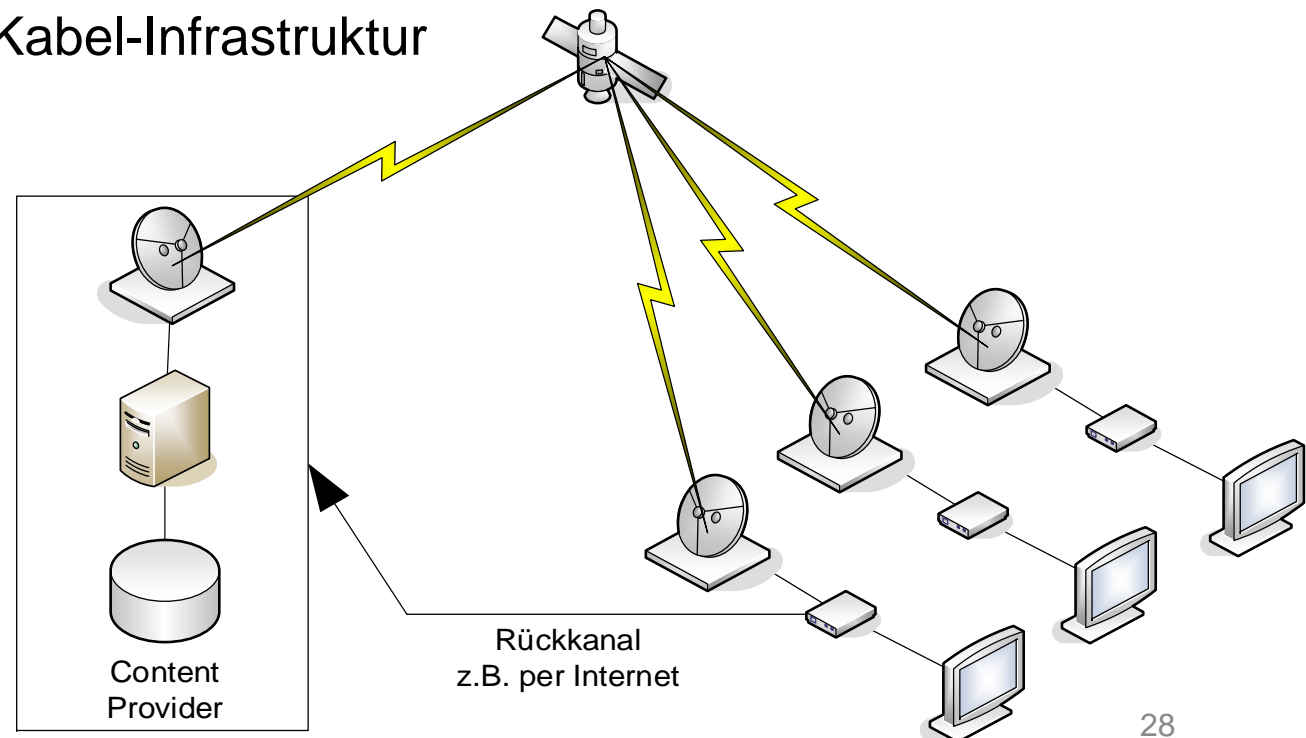 Kabel-Infrastruktur
Content
Provider
Rückkanal
z.B. per Internet
28